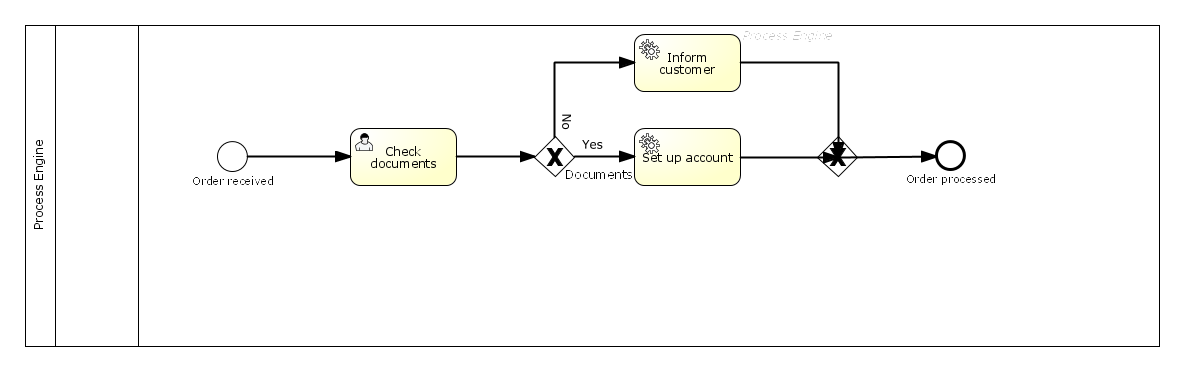 Process Engine
Process Engine
Inform
customer
No
Yes
Check
documents
Set up account
Documents
Order received
Order processed